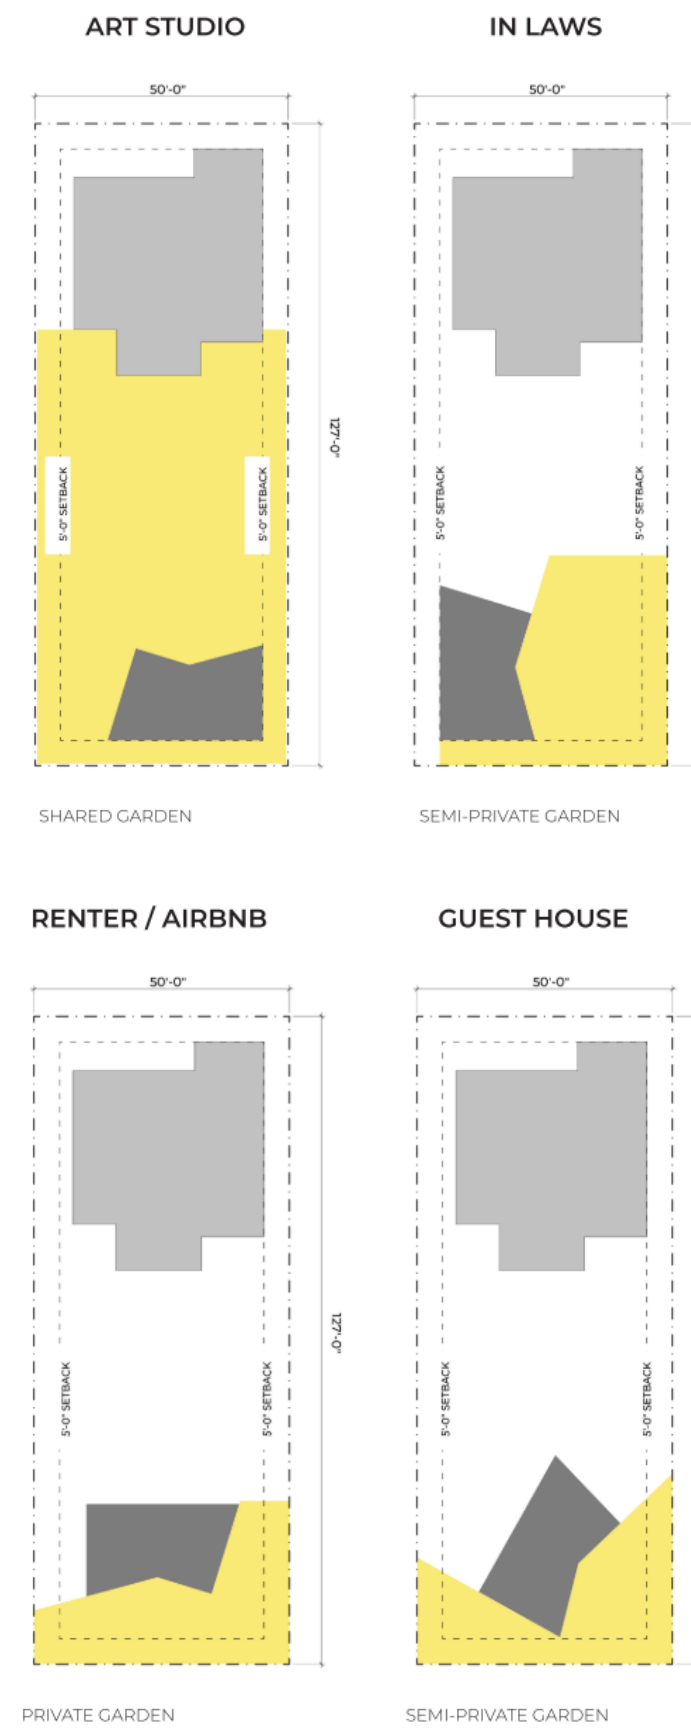 ART STUDIO
IN LAWS
50'-0"
50'-0"
127'-0"
5'-0" SETBACK
5'-0" SETBACK
5'-0" SETBACK
5'-0" SETBACK
SHARED GARDEN
SEMI-PRIVATE GARDEN
RENTER / AIRBNB
GUEST HOUSE
50'-0"
50'-0"
127'-0"
5'-0" SETBACK
5'-0" SETBACK
5'-0" SETBACK
5'-0" SETBACK
PRIVATE GARDEN
SEMI-PRIVATE GARDEN